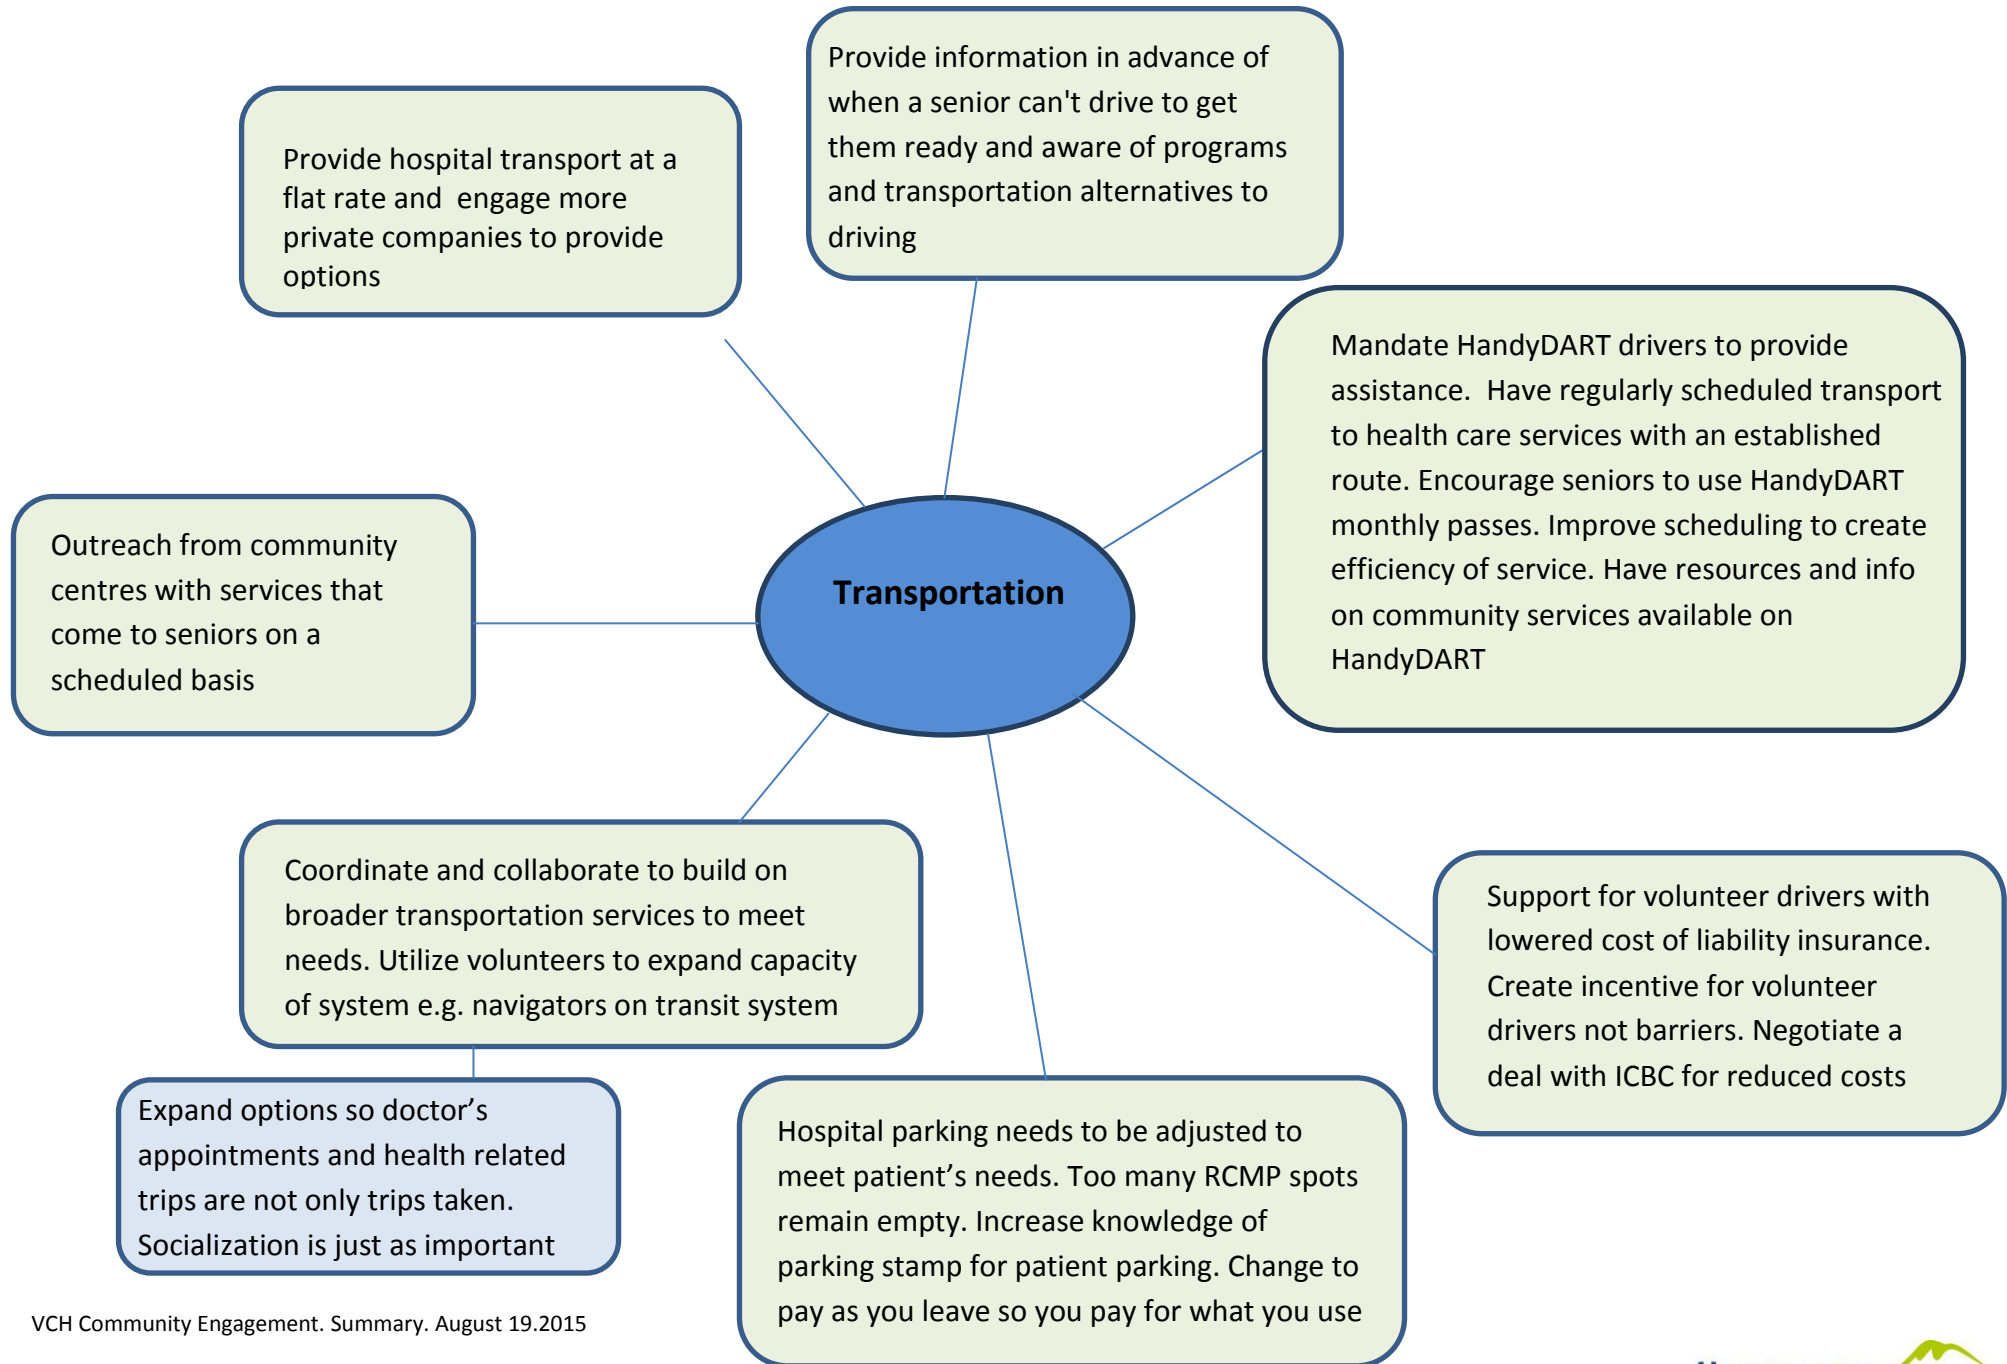 Provide information in advance of
when a senior can't drive to get
them ready and aware of programs
and transportation alternatives to
driving
Provide hospital transport at a
flat rate and  engage more
private companies to provide
options
Mandate HandyDART drivers to provide
assistance.  Have regularly scheduled transport
to health care services with an established
route. Encourage seniors to use HandyDART
monthly passes. Improve scheduling to create
efficiency of service. Have resources and info
on community services available on
HandyDART
Outreach from community
centres with services that
come to seniors on a
scheduled basis
Transportation
Coordinate and collaborate to build on
broader transportation services to meet
needs. Utilize volunteers to expand capacity
of system e.g. navigators on transit system
Support for volunteer drivers with
lowered cost of liability insurance.
Create incentive for volunteer
drivers not barriers. Negotiate a
deal with ICBC for reduced costs
Expand options so doctor’s
appointments and health related
trips are not only trips taken.
Socialization is just as important
Hospital parking needs to be adjusted to
meet patient’s needs. Too many RCMP spots
remain empty. Increase knowledge of
parking stamp for patient parking. Change to
pay as you leave so you pay for what you use
VCH Community Engagement. Summary. August 19.2015